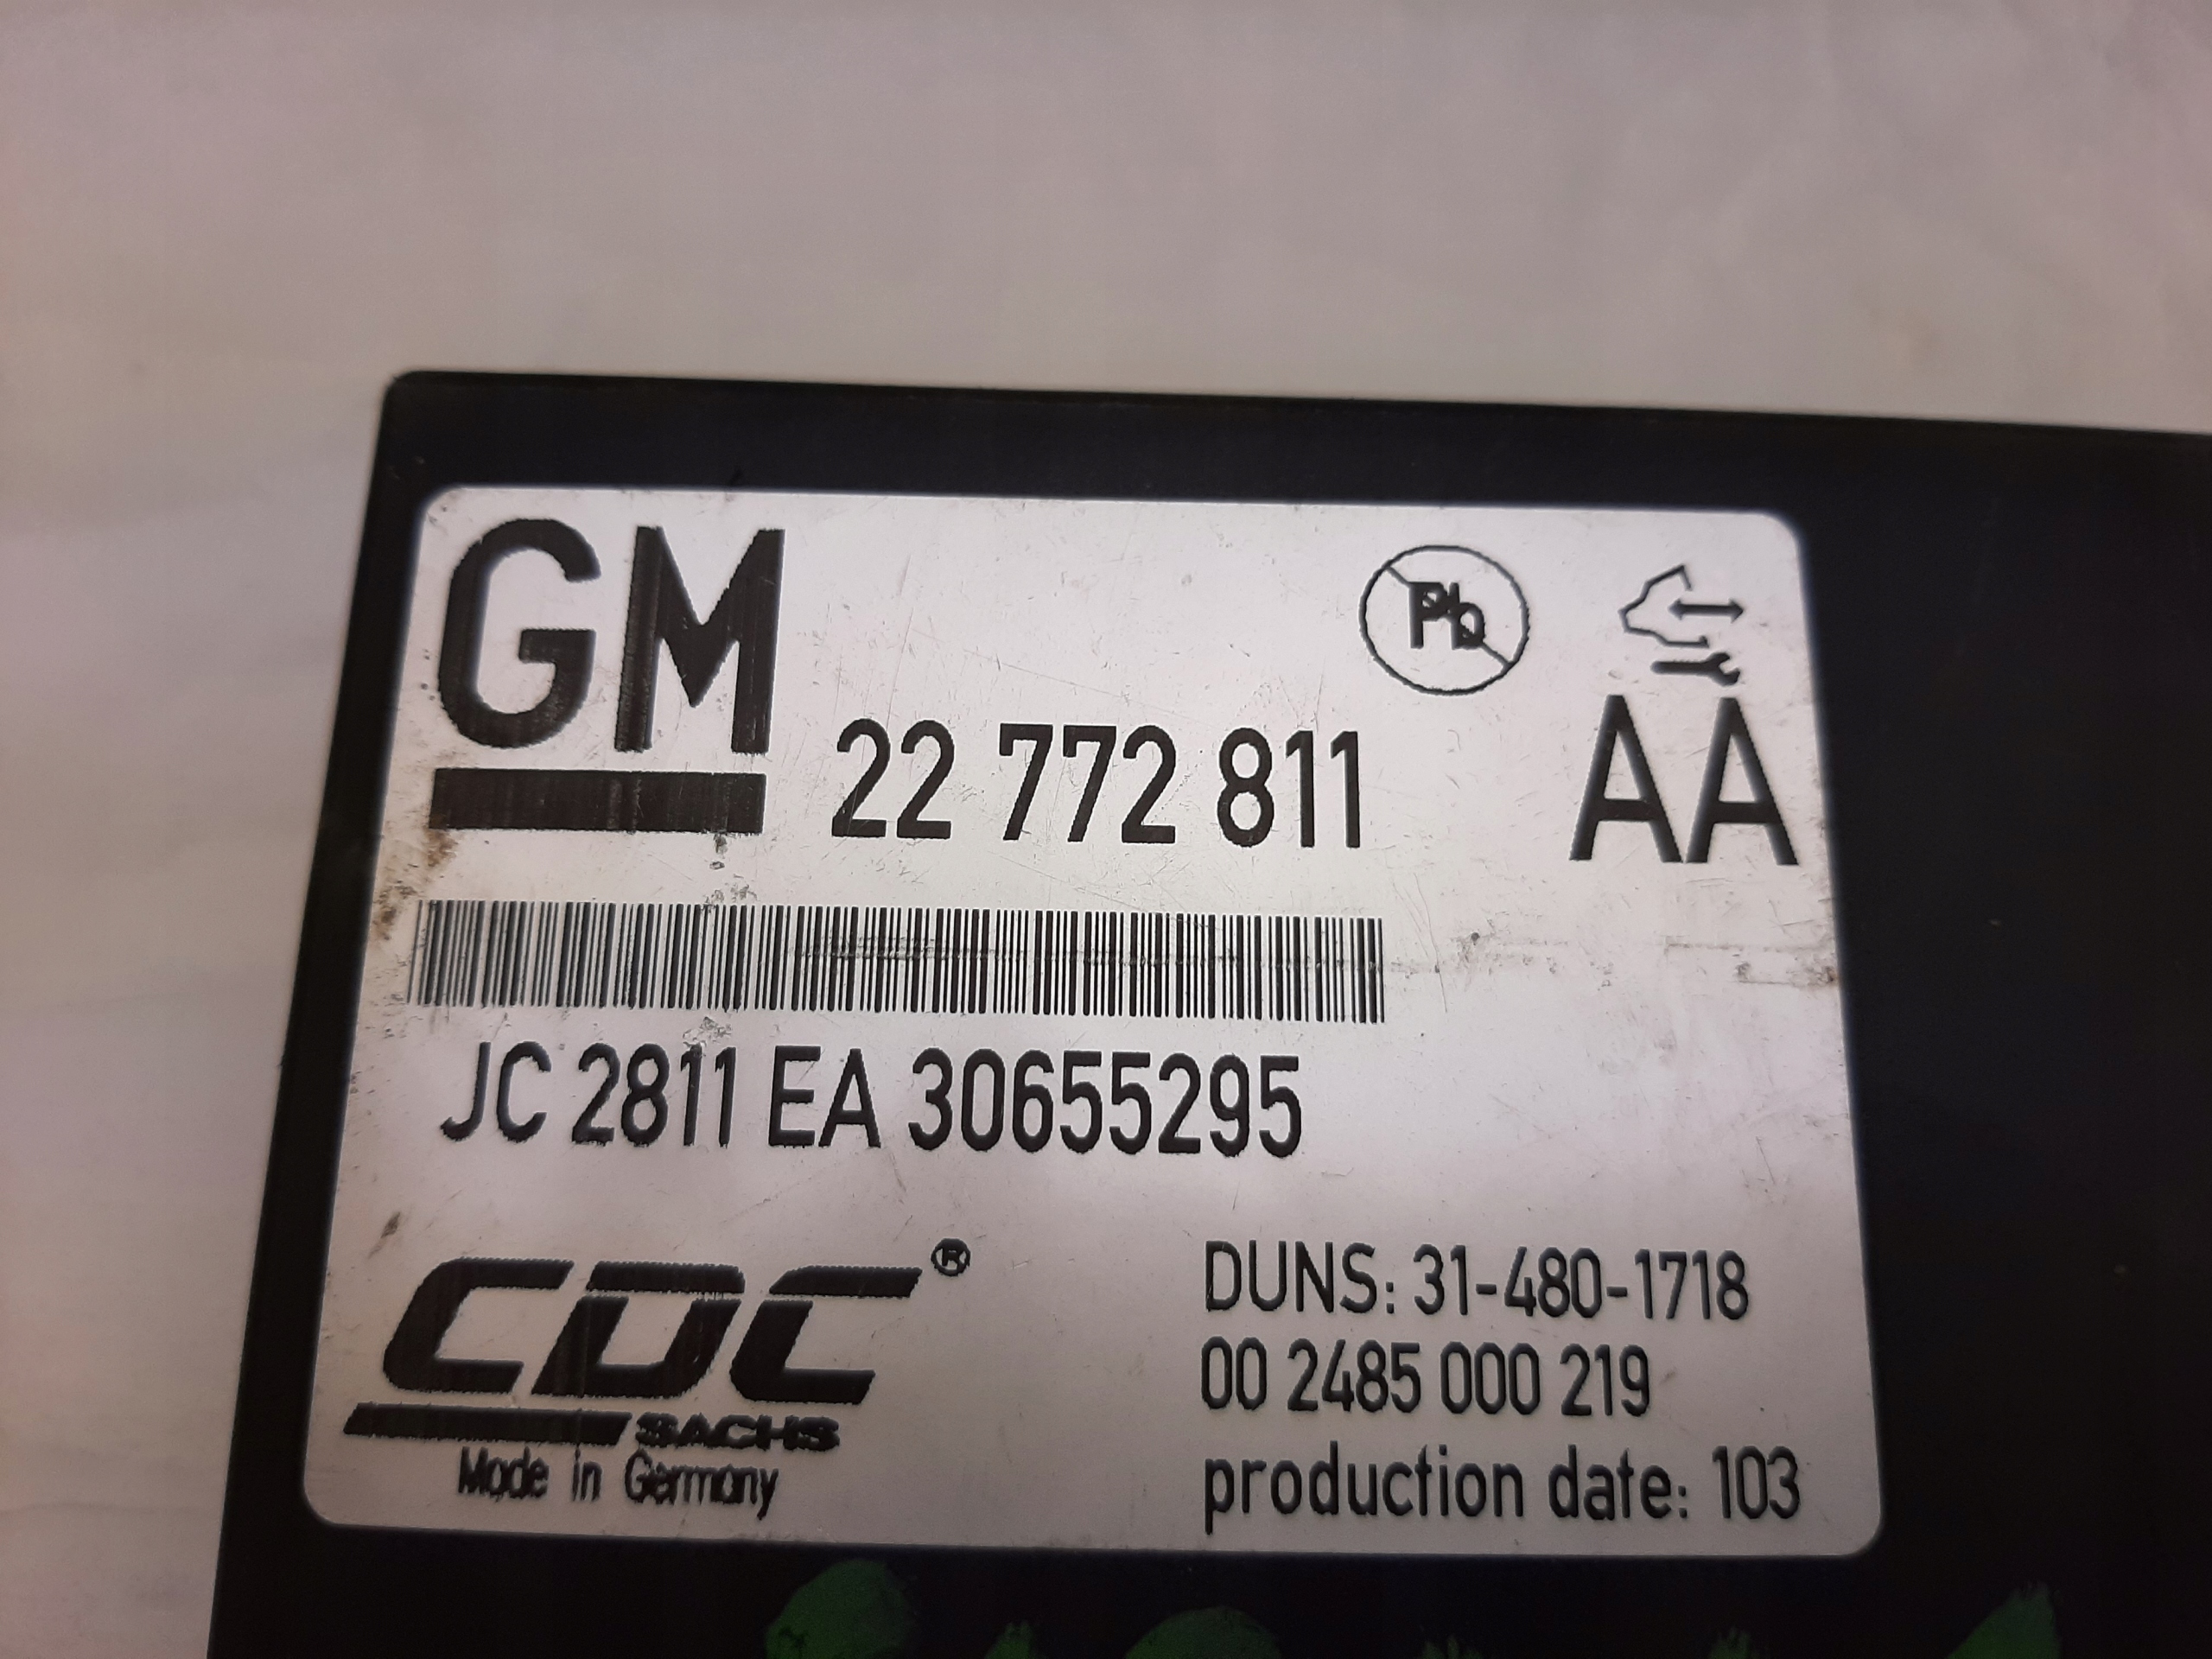 GM
Pb
22 772 811
AA
JC 2811 EA 30655295
CDC®
SACHS
Made in Germany
DUNS: 31-480-1718
00 2485 000 219
production date: 103